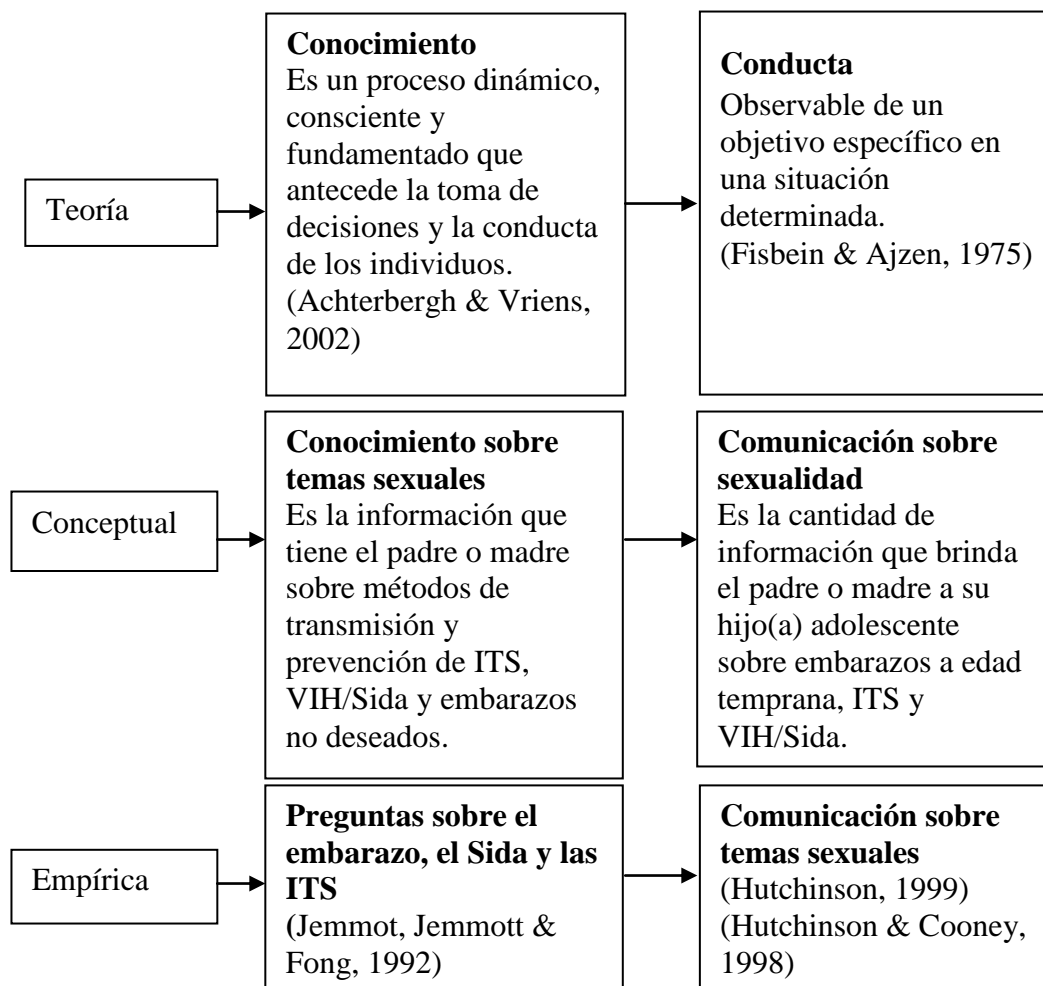 Teoría
Conocimiento
Es un proceso dinámico,
consciente y
fundamentado que
antecede la toma de
decisiones y la conducta
de los individuos.
(Achterbergh & Vriens,
2002)
Conducta
Observable de un
objetivo específico en
una situación
determinada.
(Fisbein & Ajzen, 1975)
Conceptual
Conocimiento sobre
temas sexuales
Es la información que
tiene el padre o madre
sobre métodos de
transmisión y
prevención de ITS,
VIH/Sida y embarazos
no deseados.
Comunicación sobre
sexualidad
Es la cantidad de
información que brinda
el padre o madre a su
hijo(a) adolescente
sobre embarazos a edad
temprana, ITS y
VIH/Sida.
Empírica
Preguntas sobre el
embarazo, el Sida y las
ITS
(Jemmot, Jemmott &
Fong, 1992)
Comunicación sobre
temas sexuales
(Hutchinson, 1999)
(Hutchinson & Cooney,
1998)